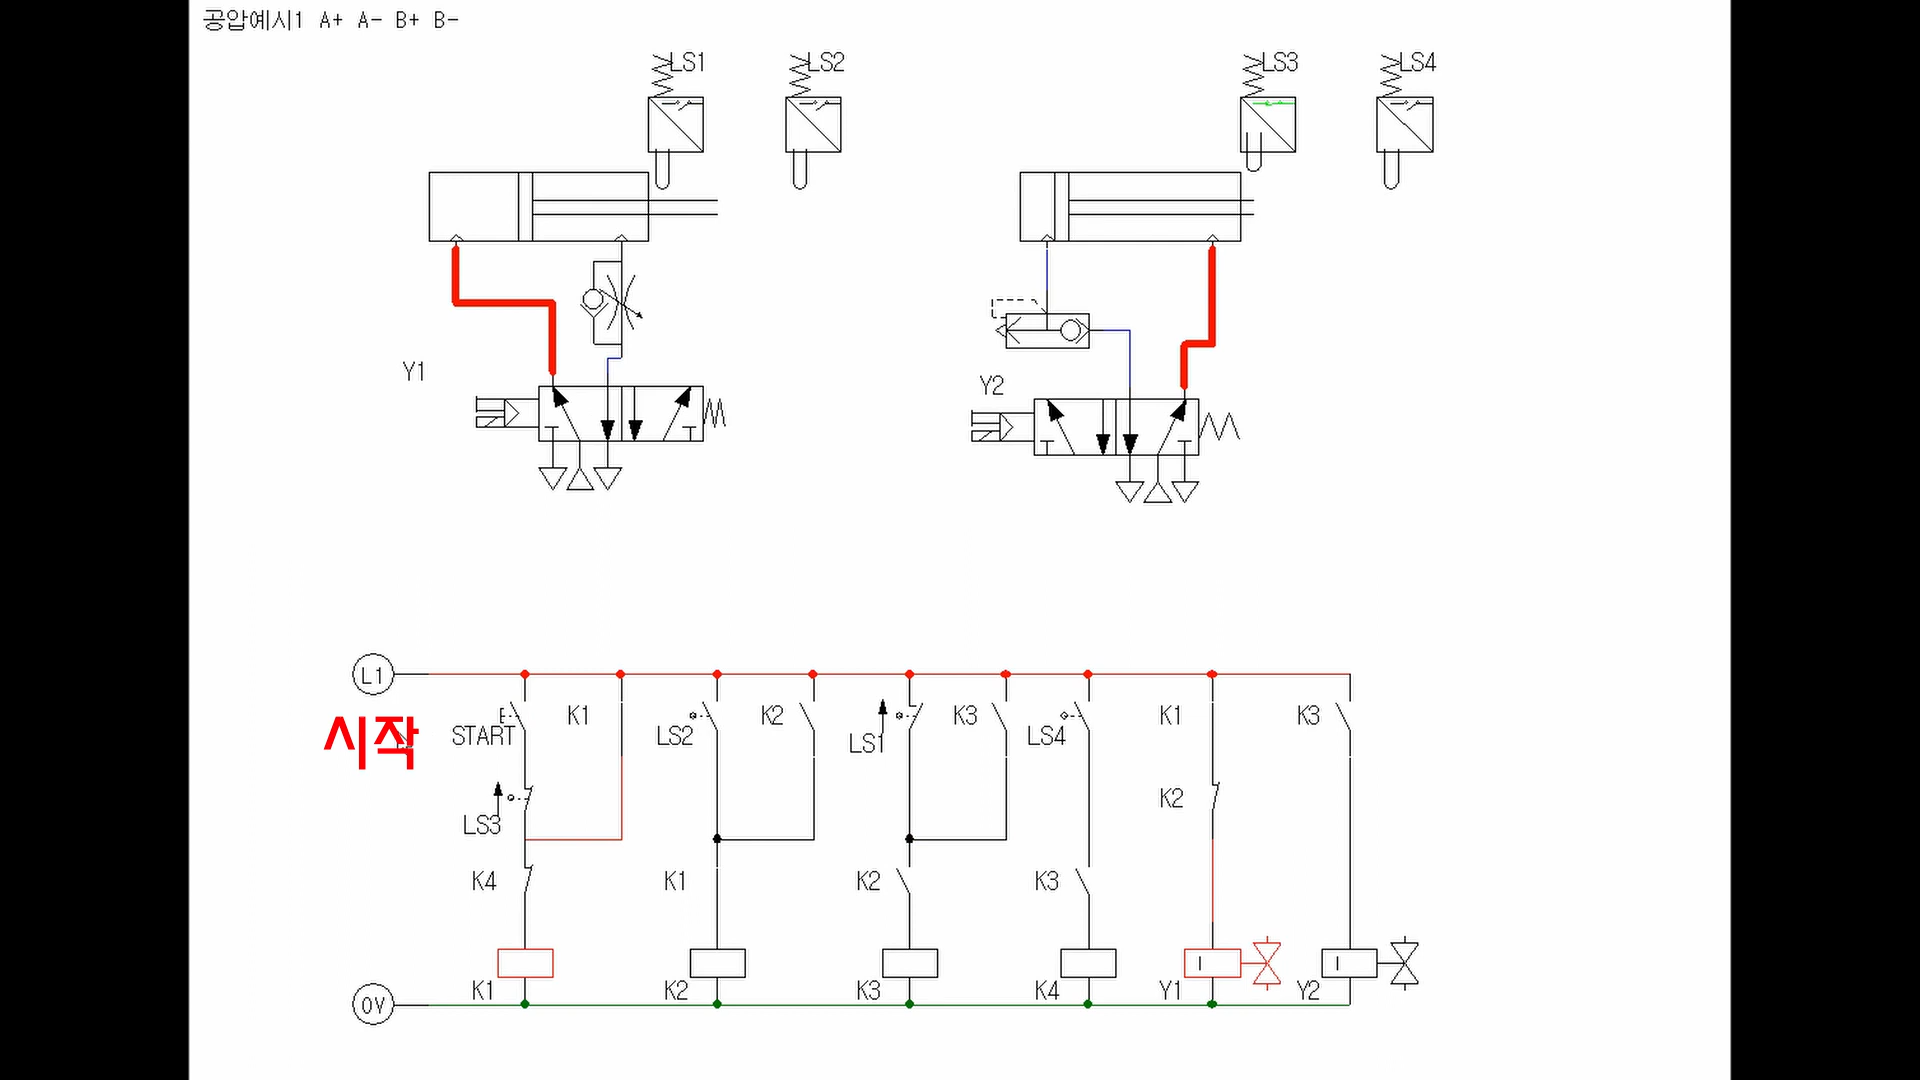 공압예시1 A+ A- B+ B-
LS1 LS2 LS3 LS4
Y1
Y2
L1
시작
START K1 LS2 K2 LS1 K3 LS4 K1 K3
LS3 K2
K4 K1 K2 K3
K1 K2 K3 K4 Y1 Y2
0V